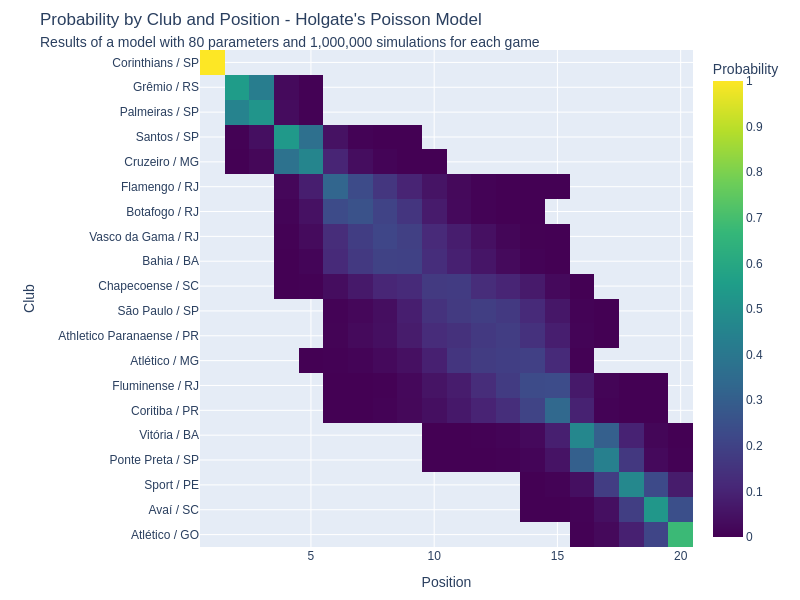 Probability by Club and Position - Holgate's Poisson Model
Results of a model with 80 parameters and 1,000,000 simulations for each game
Probability
Corinthians / SP
Grêmio / RS
Palmeiras / SP
Santos / SP
Cruzeiro / MG
Flamengo / RJ
Botafogo / RJ
Vasco da Gama / RJ
Bahia / BA
Chapecoense / SC
São Paulo / SP
Athletico Paranaense / PR
Atlético / MG
Fluminense / RJ
Coritiba / PR
Vitória / BA
Ponte Preta / SP
Sport / PE
Avaí / SC
Atlético / GO
Club
5
10
15
20
Position
1
0.9
0.8
0.7
0.6
0.5
0.4
0.3
0.2
0.1
0